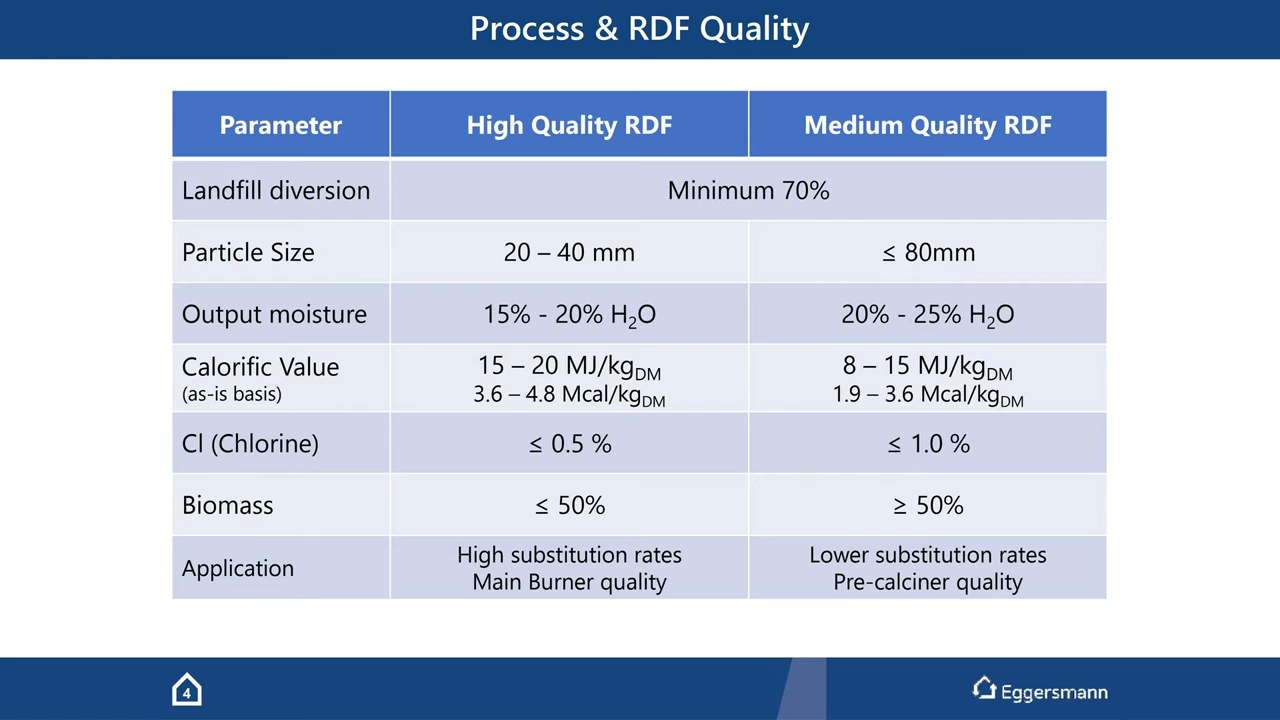 Process & RDF Quality
Parameter
High Quality RDF
Medium Quality RDF
Landfill diversion
Minimum 70%
Particle Size
20 – 40 mm
≤ 80mm
Output moisture
15% - 20% H₂O
20% - 25% H₂O
Calorific Value
(as-is basis)
15 – 20 MJ/kgDM
3.6 – 4.8 Mcal/kgDM
8 – 15 MJ/kgDM
1.9 – 3.6 Mcal/kgDM
Cl (Chlorine)
≤ 0.5 %
≤ 1.0 %
Biomass
≤ 50%
≥ 50%
Application
High substitution rates
Main Burner quality
Lower substitution rates
Pre-calciner quality
4
Eggersmann